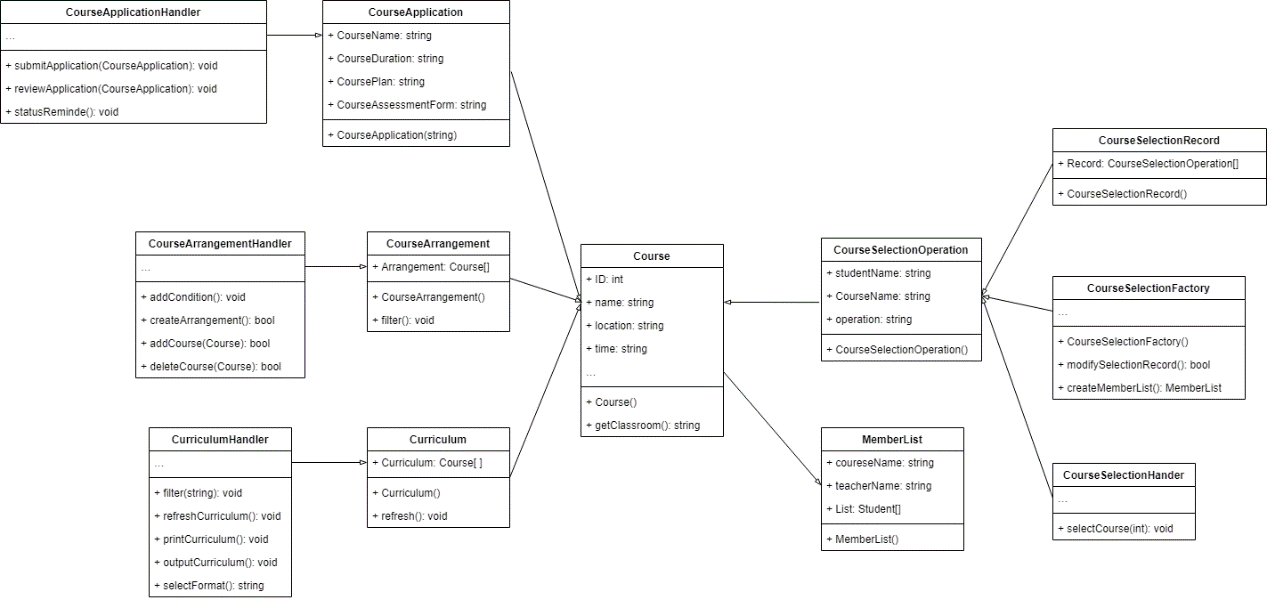 CourseApplicationHandler
...
+ submitApplication(CourseApplication): void
+ reviewApplication(CourseApplication): void
+ statusReminde(): void
CourseApplication
+ CourseName: string
+ CourseDuration: string
+ CoursePlan: string
+ CourseAssessmentForm: string
+ CourseApplication(string)
CourseArrangementHandler
...
+ addCondition(): void
+ createArrangement(): bool
+ addCourse(Course): bool
+ deleteCourse(Course): bool
CourseArrangement
+ Arrangement: Course[]
+ CourseArrangement()
+ filter(): void
CurriculumHandler
...
+ filter(string): void
+ refreshCurriculum(): void
+ printCurriculum(): void
+ outputCurriculum(): void
+ selectFormat(): string
Curriculum
+ Curriculum: Course[ ]
+ Curriculum()
+ refresh(): void
Course
+ ID: int
+ name: string
+ location: string
+ time: string
...
+ Course()
+ getClassroom(): string
CourseSelectionOperation
+ studentName: string
+ CourseName: string
+ operation: string
+ CourseSelectionOperation()
MemberList
+ coureseName: string
+ teacherName: string
+ List: Student[]
+ MemberList()
CourseSelectionRecord
+ Record: CourseSelectionOperation[]
+ CourseSelectionRecord()
CourseSelectionFactory
...
+ CourseSelectionFactory()
+ modifySelectionRecord(): bool
+ createMemberList(): MemberList
CourseSelectionHander
...
+ selectCourse(int): void